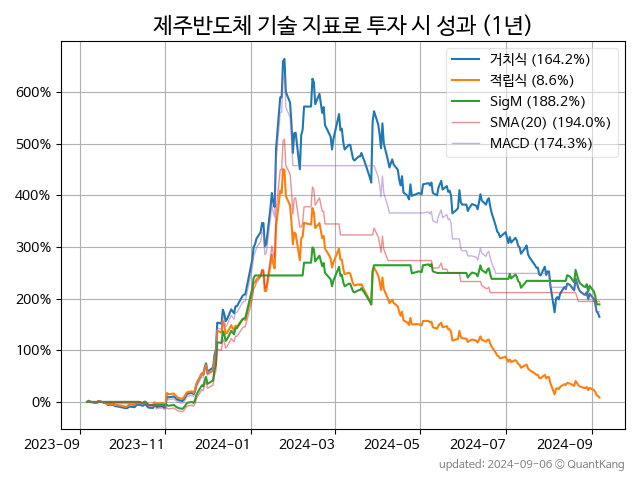 제주반도체 기술 지표로 투자 시 성과 (1년)
거치식 (164.2%)
적립식 (8.6%)
SigM (188.2%)
SMA(20) (194.0%)
MACD (174.3%)
600%
500%
400%
300%
200%
100%
0%
2023-09 2023-11 2024-01 2024-03 2024-05 2024-07 2024-09
updated: 2024-09-06 © QuantKang